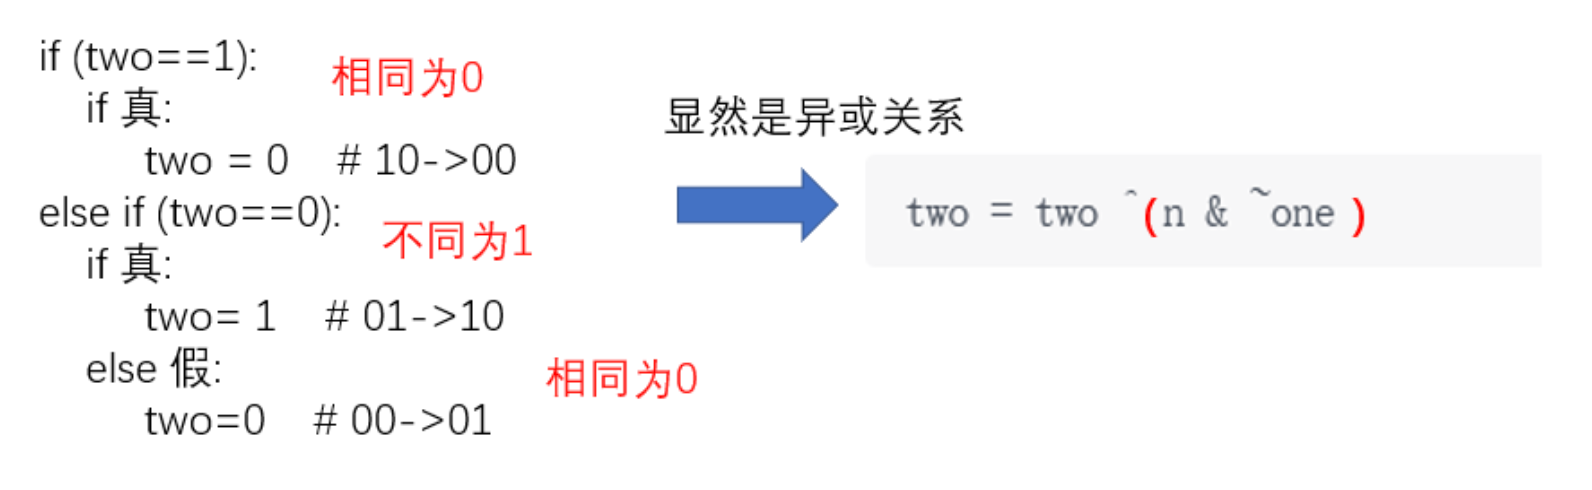 if (two==1):
相同为0
if 真:
two = 0 # 10->00
else if (two==0):
不同为1
if 真:
two= 1 # 01->10
else 假:
相同为0
two=0 # 00->01
显然是异或关系
two = two ^(n & ~one )